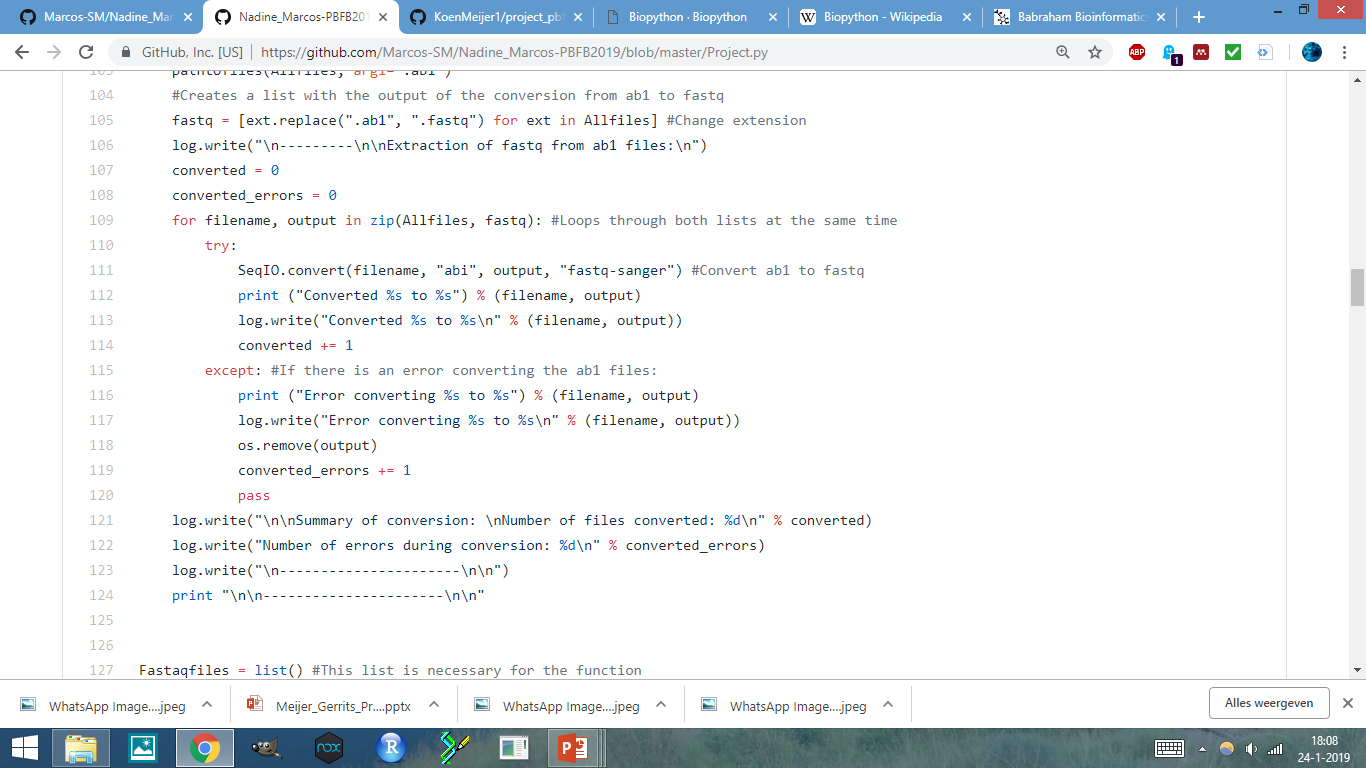 Marcos-SM/Nadine_Mar
Nadine_Marcos-PBFB201
KoenMeijer1/project_pb
Biopython · Biopython
Biopython - Wikipedia
Babraham Bioinformatic
GitHub, Inc. [US] | https://github.com/Marcos-SM/Nadine_Marcos-PBFB2019/blob/master/Project.py
ABP
1
103 pathtofiles(Allfiles, arg1=".ab1")
104 #Creates a list with the output of the conversion from ab1 to fastq
105 fastq = [ext.replace(".ab1", ".fastq") for ext in Allfiles] #Change extension
106 log.write("\n---------\n\nExtraction of fastq from ab1 files:\n")
107 converted = 0
108 converted_errors = 0
109 for filename, output in zip(Allfiles, fastq): #Loops through both lists at the same time
110 try:
111 SeqIO.convert(filename, "abi", output, "fastq-sanger") #Convert ab1 to fastq
112 print ("Converted %s to %s") % (filename, output)
113 log.write("Converted %s to %s\n" % (filename, output))
114 converted += 1
115 except: #If there is an error converting the ab1 files:
116 print ("Error converting %s to %s") % (filename, output)
117 log.write("Error converting %s to %s\n" % (filename, output))
118 os.remove(output)
119 converted_errors += 1
120 pass
121 log.write("\n\nSummary of conversion: \nNumber of files converted: %d\n" % converted)
122 log.write("Number of errors during conversion: %d\n" % converted_errors)
123 log.write("\n----------------------\n\n")
124 print "\n\n----------------------\n\n"
125
126
127 Fastaqfiles = list() #This list is necessary for the function
WhatsApp Image....jpeg
Meijer_Gerrits_Pr....pptx
WhatsApp Image....jpeg
WhatsApp Image....jpeg
Alles weergeven
nox
R
P
18:08
24-1-2019